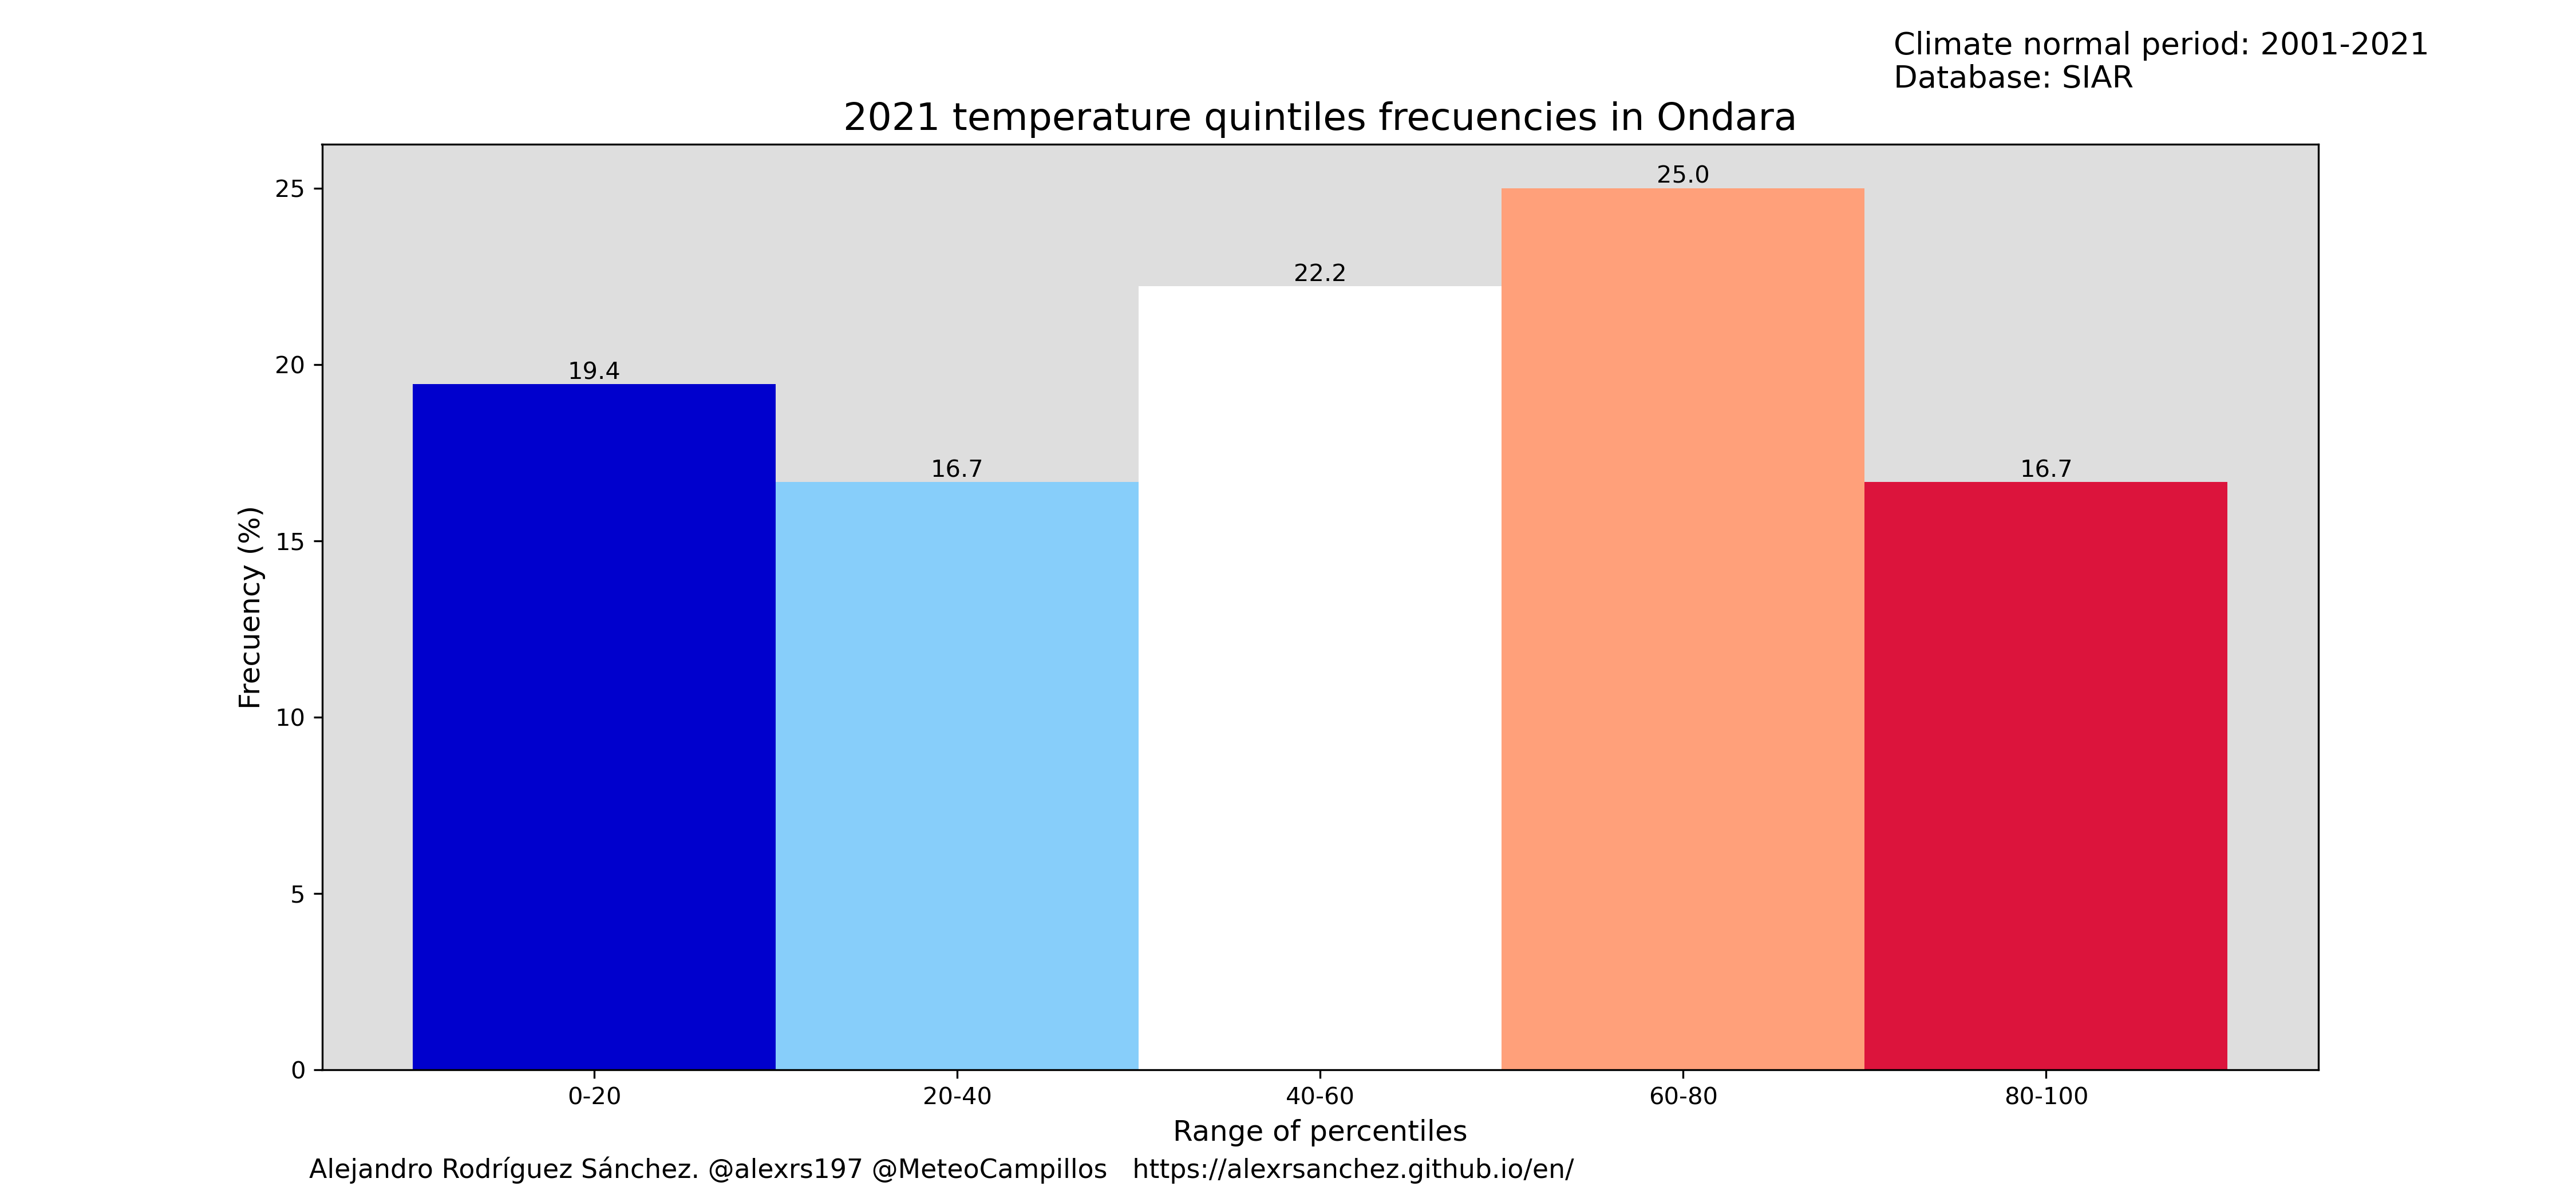 Climate normal period: 2001-2021
Database: SIAR
2021 temperature quintiles frecuencies in Ondara
Frecuency (%)
25
20
15
10
5
0
19.4
16.7
22.2
25.0
16.7
0-20
20-40
40-60
60-80
80-100
Range of percentiles
Alejandro Rodríguez Sánchez. @alexrs197 @MeteoCampillos   https://alexrsanchez.github.io/en/